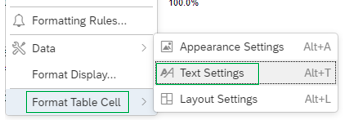 100.0%
Formatting Rules...
Data
Format Display...
Format Table Cell
Appearance Settings Alt+A
Text Settings Alt+T
Layout Settings Alt+L